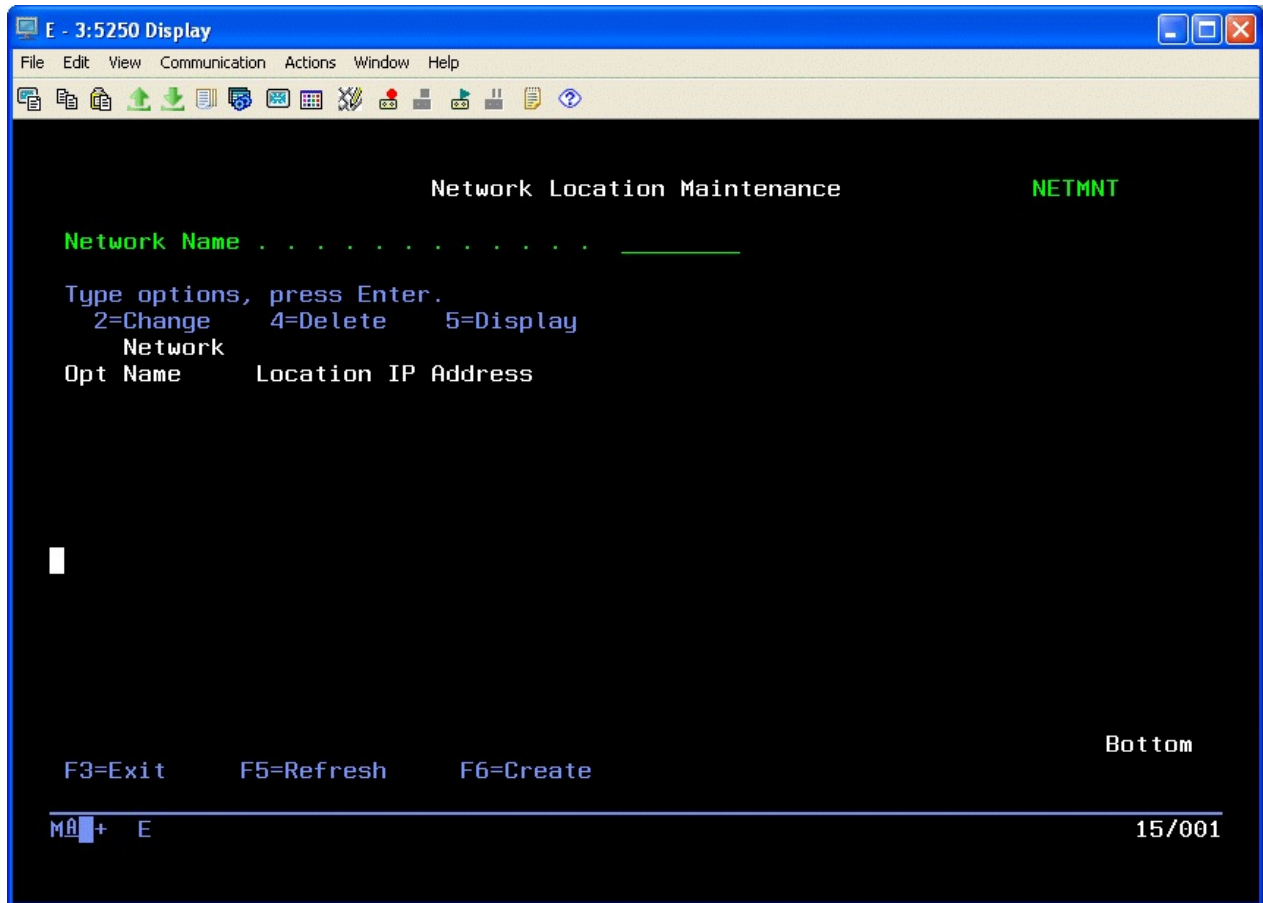 E - 3:5250 Display
File Edit View Communication Actions Window Help
Network Location Maintenance NETMNT
Network Name . . . . . . . . . . . . ________
Type options, press Enter.
2=Change 4=Delete 5=Display
Network
Opt Name Location IP Address
Bottom
F3=Exit F5=Refresh F6=Create
MA + E 15/001